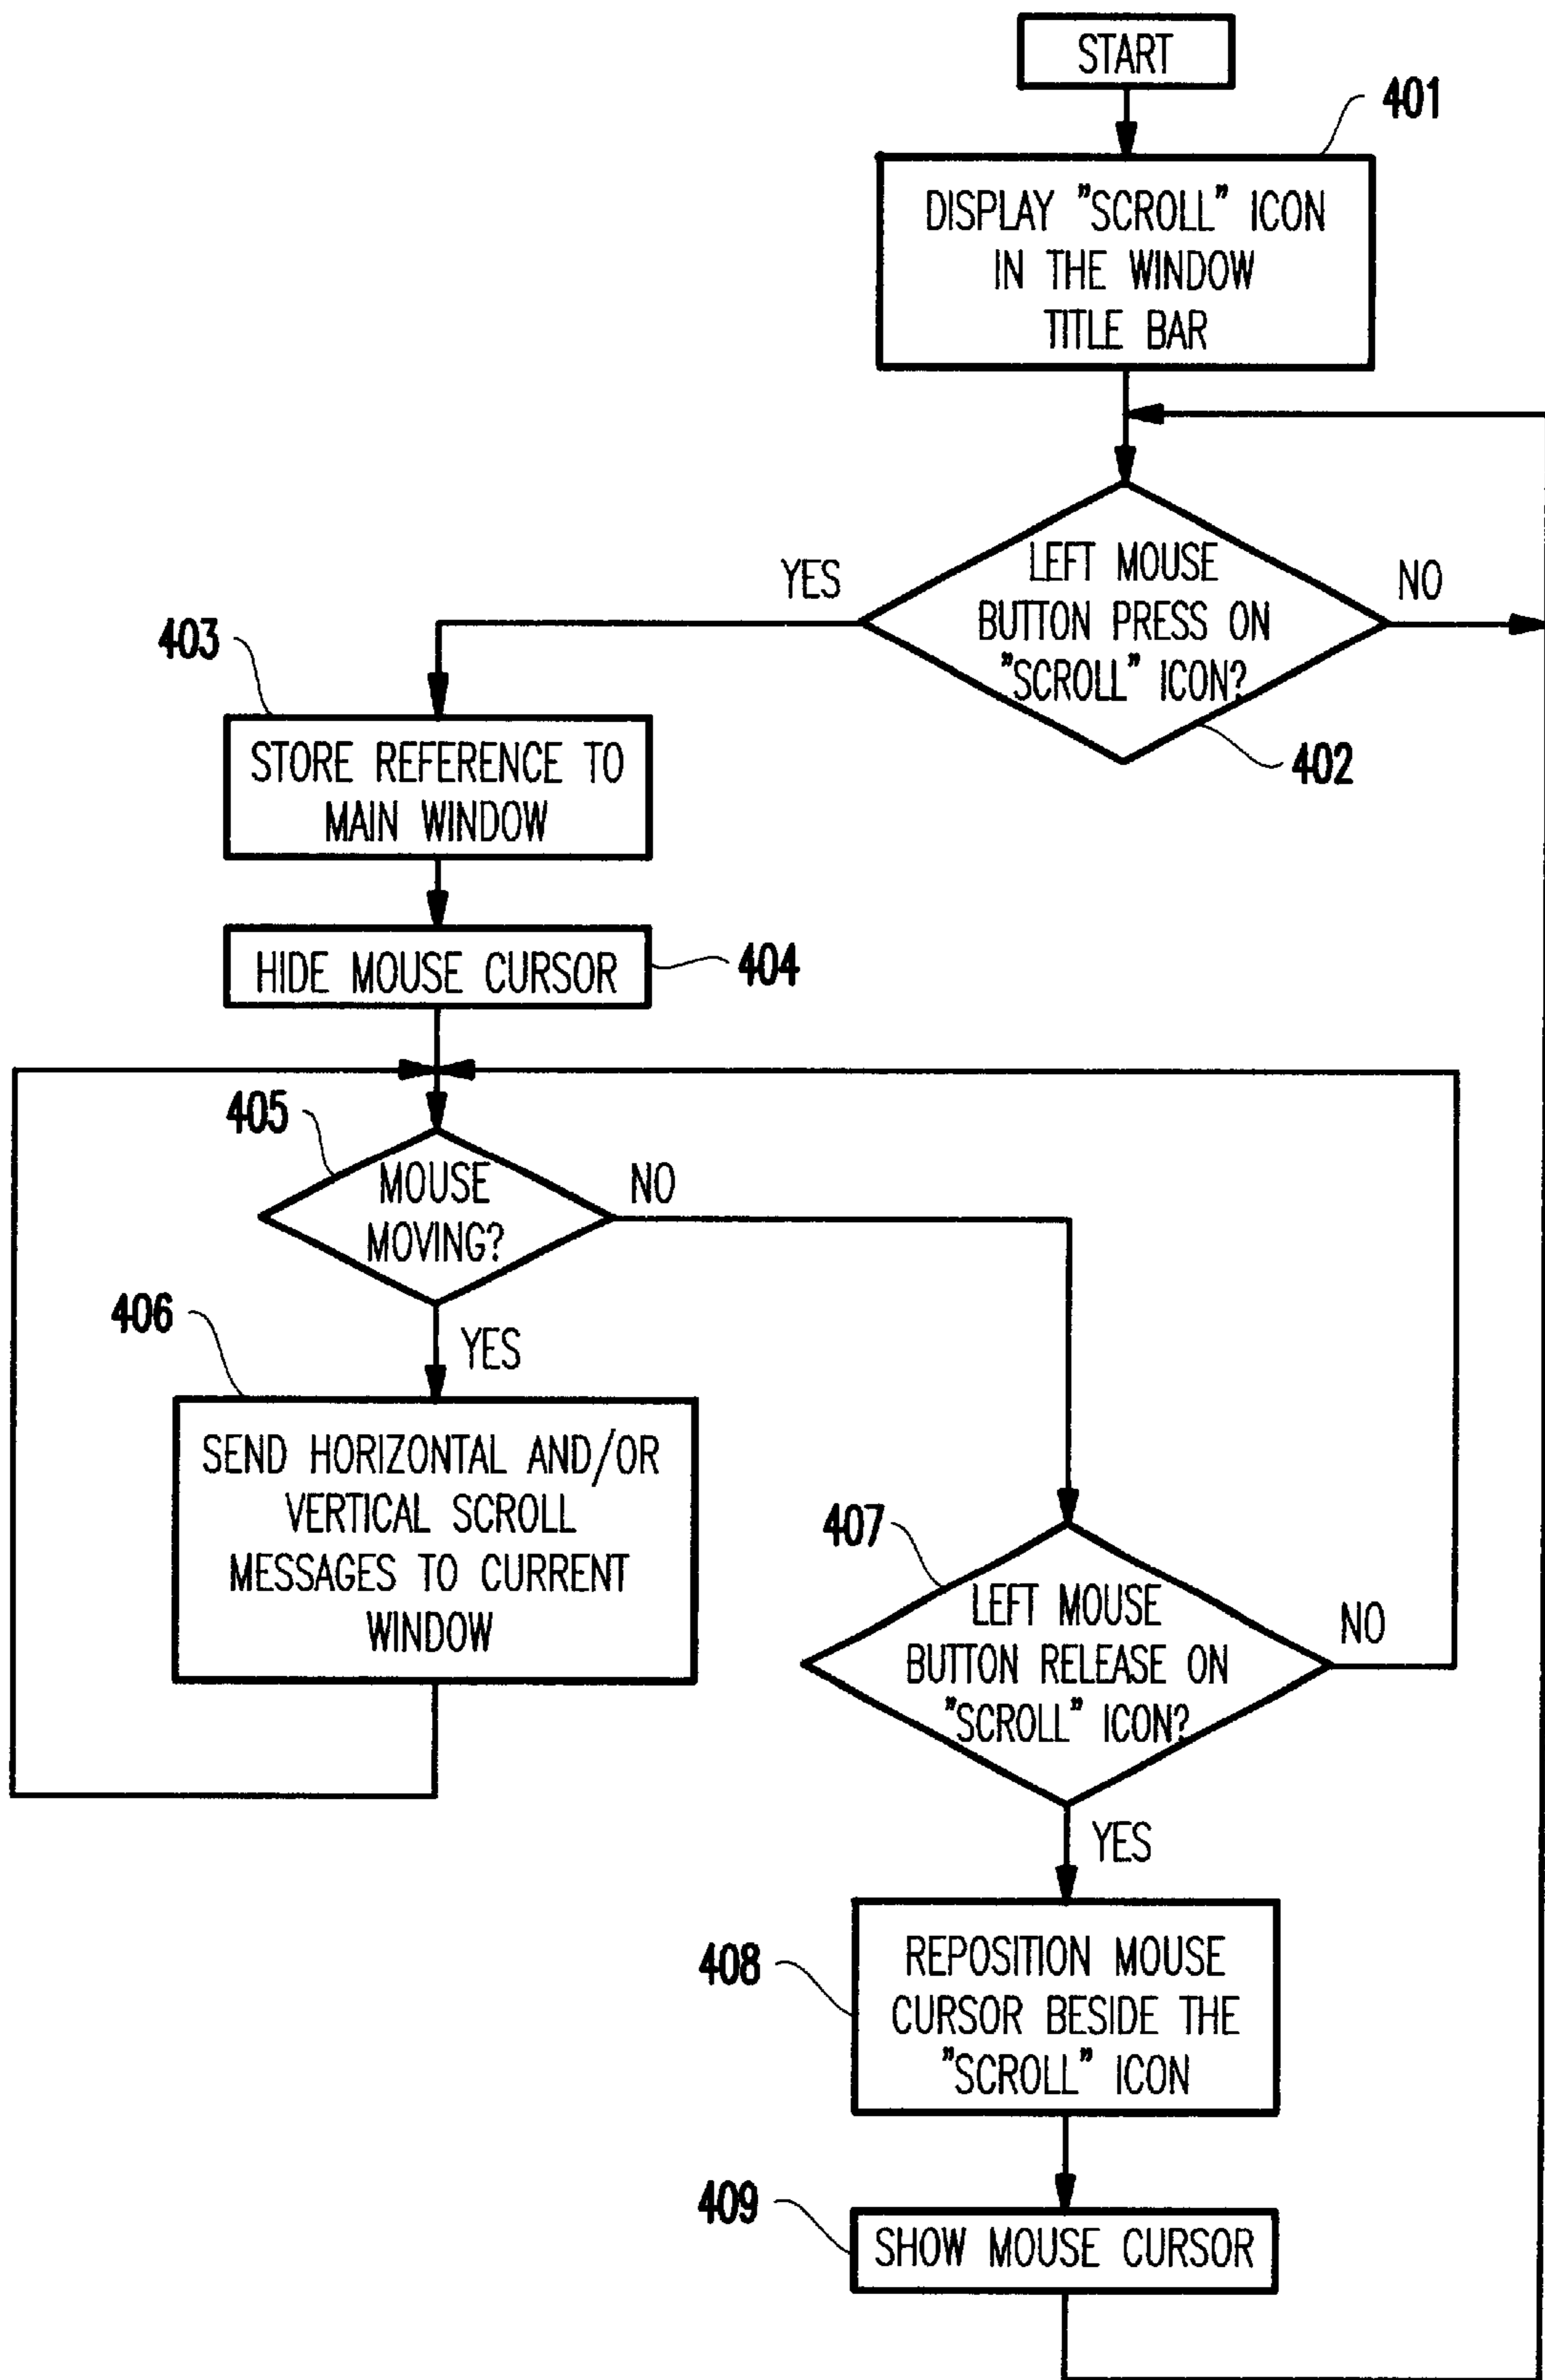 START
401
DISPLAY "SCROLL" ICON
IN THE WINDOW
TITLE BAR
LEFT MOUSE
BUTTON PRESS ON
"SCROLL" ICON?
YES
NO
402
403
STORE REFERENCE TO
MAIN WINDOW
HIDE MOUSE CURSOR
404
405
MOUSE
MOVING?
NO
YES
406
SEND HORIZONTAL AND/OR
VERTICAL SCROLL
MESSAGES TO CURRENT
WINDOW
407
LEFT MOUSE
BUTTON RELEASE ON
"SCROLL" ICON?
NO
YES
408
REPOSITION MOUSE
CURSOR BESIDE THE
"SCROLL" ICON
409
SHOW MOUSE CURSOR